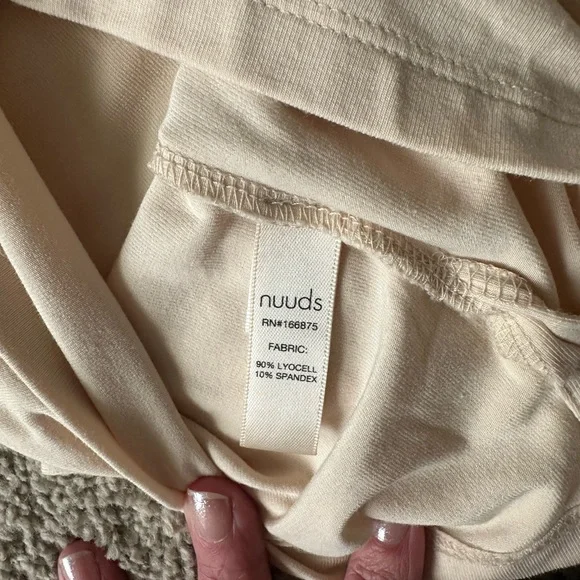 nuuds
RN#166875
FABRIC:
90% LYOCELL
10% SPANDEX